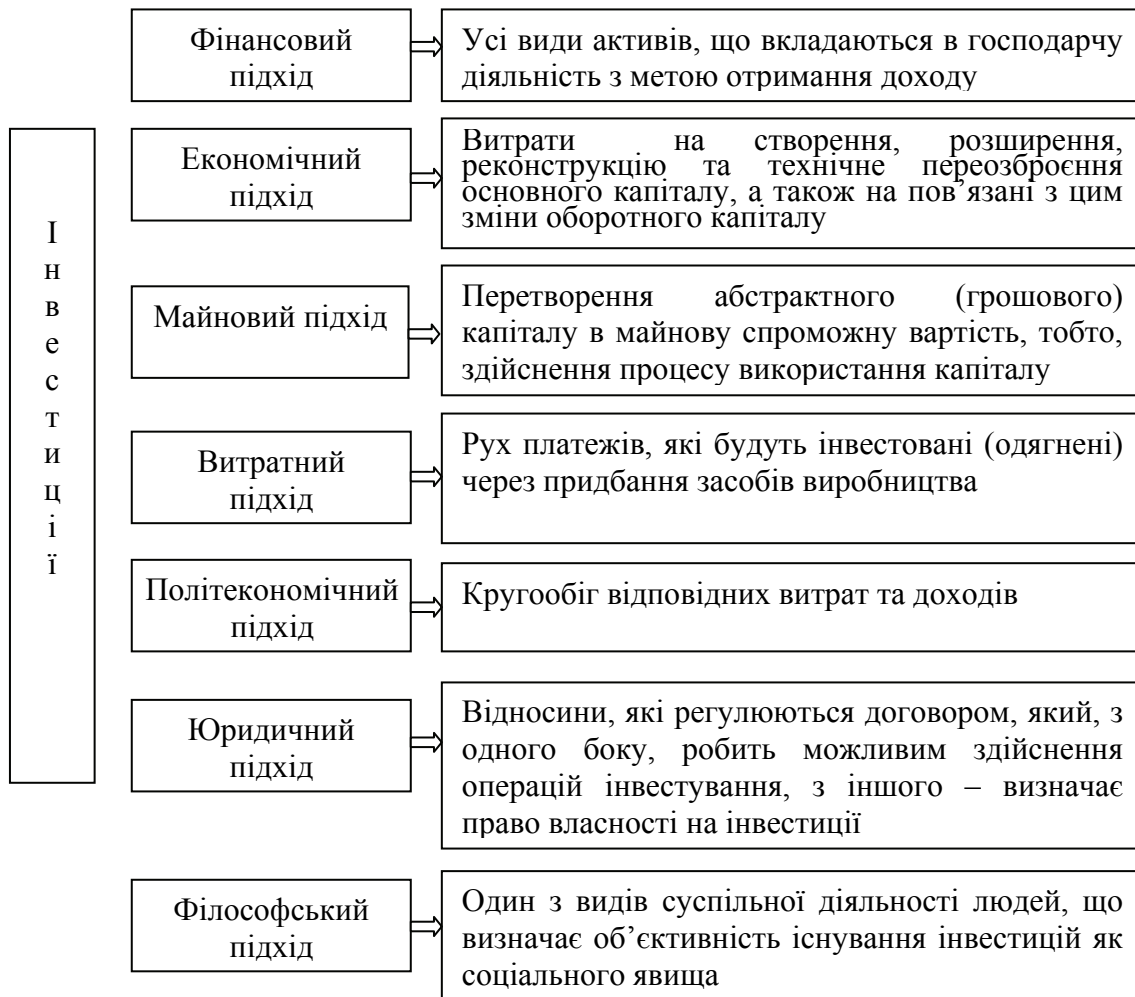 Фінансовий
підхід
Усі види активів, що вкладаються в господарчу
діяльність з метою отримання доходу
Інвестиції
Економічний
підхід
Витрати на створення, розширення,
реконструкцію та технічне переозброєння
основного капіталу, а також на пов’язані з цим
зміни оборотного капіталу
Майновий підхід
Перетворення абстрактного (грошового)
капіталу в майнову спроможну вартість, тобто,
здійснення процесу використання капіталу
Витратний
підхід
Рух платежів, які будуть інвестовані (одягнені)
через придбання засобів виробництва
Політекономічний
підхід
Кругообіг відповідних витрат та доходів
Юридичний
підхід
Відносини, які регулюються договором, який, з
одного боку, робить можливим здійснення
операцій інвестування, з іншого – визначає
право власності на інвестиції
Філософський
підхід
Один з видів суспільної діяльності людей, що
визначає об’єктивність існування інвестицій як
соціального явища